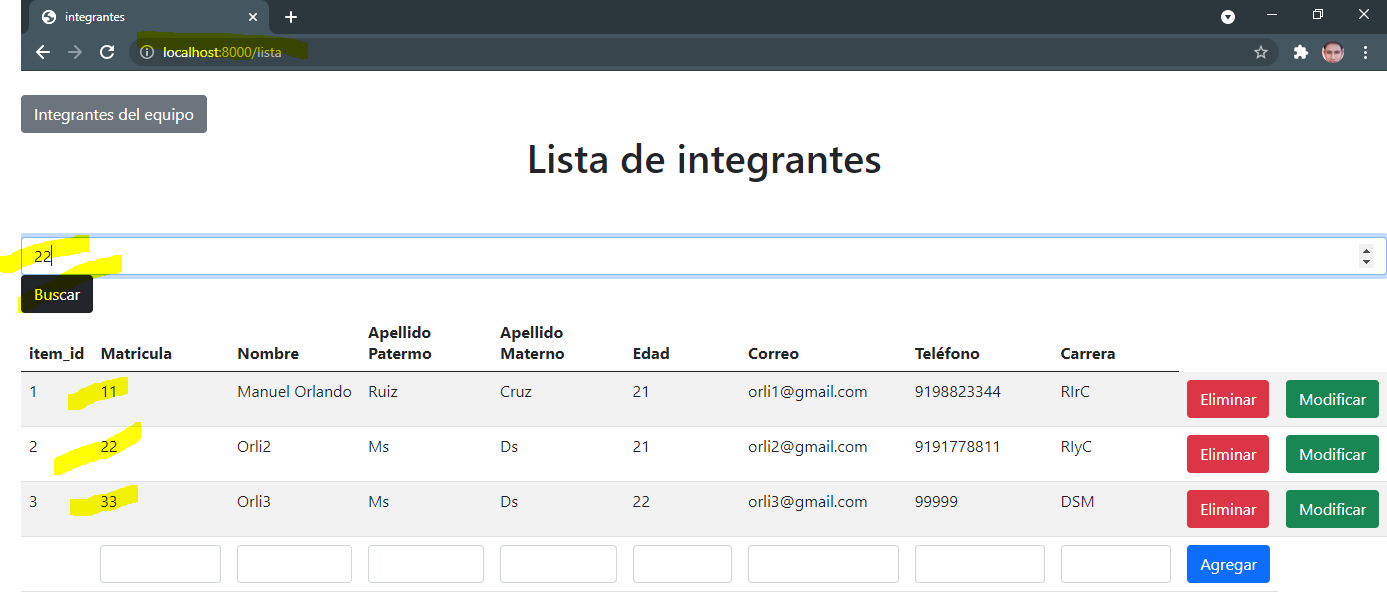 integrantes
localhost:8000/lista
Integrantes del equipo
Lista de integrantes
22
Buscar
item_id Matricula Nombre Apellido Patermo Apellido Materno Edad Correo Teléfono Carrera
1 11 Manuel Orlando Ruiz Cruz 21 orli1@gmail.com 9198823344 RIrC Eliminar Modificar
2 22 Orli2 Ms Ds 21 orli2@gmail.com 9191778811 RIyC Eliminar Modificar
3 33 Orli3 Ms Ds 22 orli3@gmail.com 99999 DSM Eliminar Modificar
Agregar